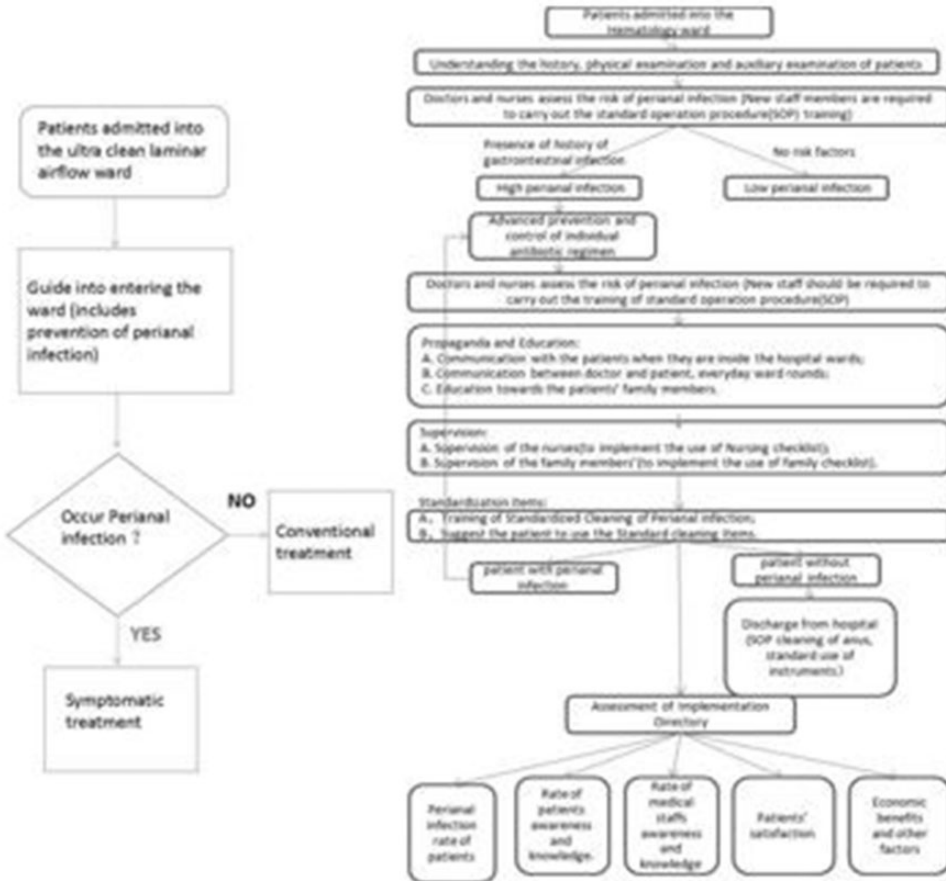 Patients admitted into
the ultra clean laminar
airflow ward
Guide into entering the
ward (includes
prevention of perianal
infection)
Occur Perianal
infection ?
NO
Conventional
treatment
YES
Symptomatic
treatment
Patients admitted into the
Hematology ward
Understanding the history, physical examination and auxiliary examination of patients
Doctors and nurses assess the risk of perianal infection (New staff members are required
to carry out the standard operation procedure(SOP) training)
Presence of history of
gastrointestinal infection
No risk factors
High perianal infection
Low perianal infection
Advanced prevention and
control of individual
antibiotic regimen
Doctors and nurses assess the risk of perianal infection (New staff should be required to
carry out the training of standard operation procedure(SOP)
Propaganda and Education:
A. Communication with the patients when they are inside the hospital wards;
B. Communication between doctor and patient, everyday ward rounds;
C. Education towards the patients' family members.
Supervision:
A. Supervision of the nurses(to implement the use of Nursing checklist);
B. Supervision of the family members'(to implement the use of family checklist).
Standardization items:
A. Training of Standardized Cleaning of Perianal infection;
B. Suggest the patient to use the Standard cleaning items.
patient with perianal
infection
patient without
perianal infection
Discharge from hospital
(SOP cleaning of anus,
standard use of
instruments.)
Assessment of Implementation
Directory
Perianal
infection
rate of
patients
Rate of
patients
awareness
and
knowledge.
Rate of
medical
staffs
awareness
and
knowledge
Patients'
satisfaction
Economic
benefits
and other
factors